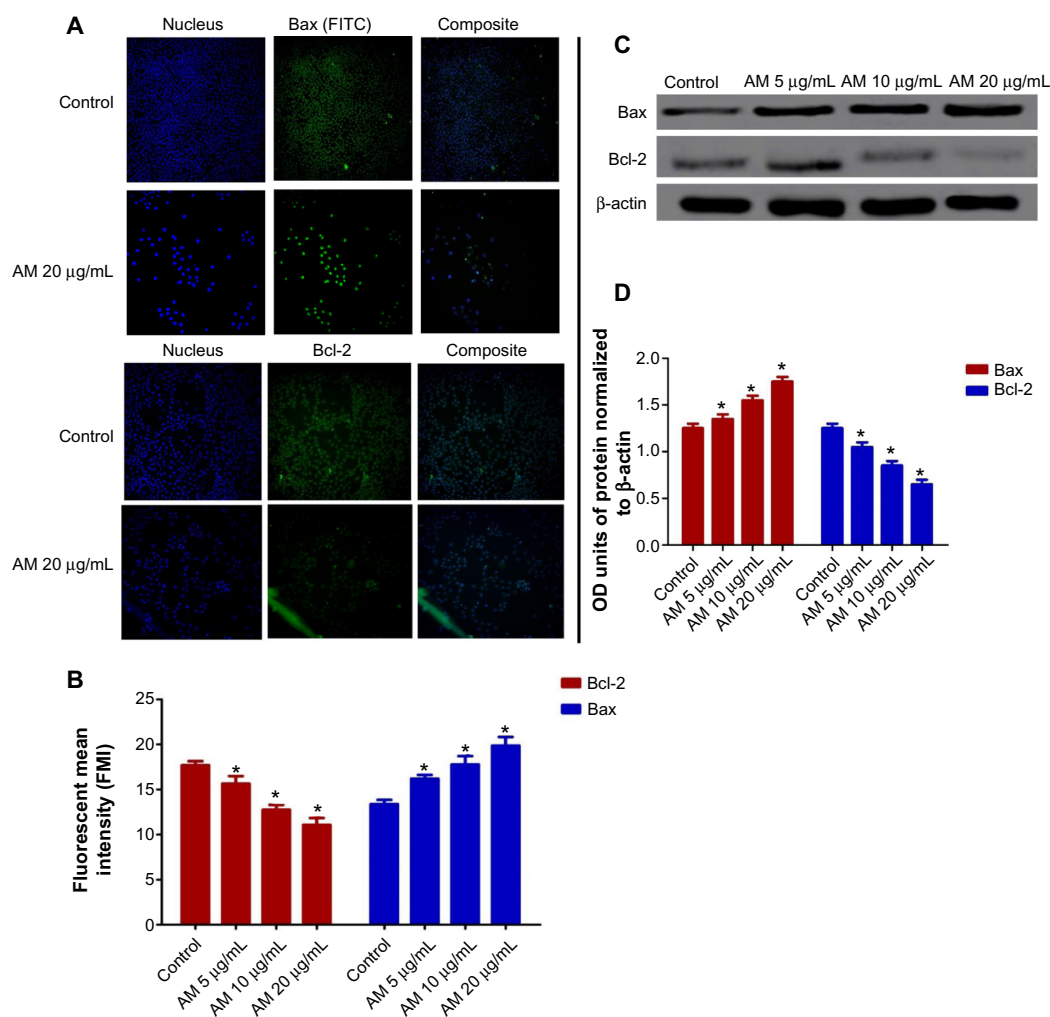 A
Nucleus Bax (FITC) Composite
Control
AM 20 μg/mL
Nucleus Bcl-2 Composite
Control
AM 20 μg/mL
B
Fluorescent mean
intensity (FMI)
25
20
15
10
5
0
* * * * * *
Control AM 5 μg/mL AM 10 μg/mL AM 20 μg/mL Control AM 5 μg/mL AM 10 μg/mL AM 20 μg/mL
Bcl-2
Bax
C
Control AM 5 μg/mL AM 10 μg/mL AM 20 μg/mL
Bax
Bcl-2
β-actin
D
OD units of protein normalized
to β-actin
2.0
1.5
1.0
0.5
0.0
* * * * * *
Control AM 5 μg/mL AM 10 μg/mL AM 20 μg/mL Control AM 5 μg/mL AM 10 μg/mL AM 20 μg/mL
Bax
Bcl-2